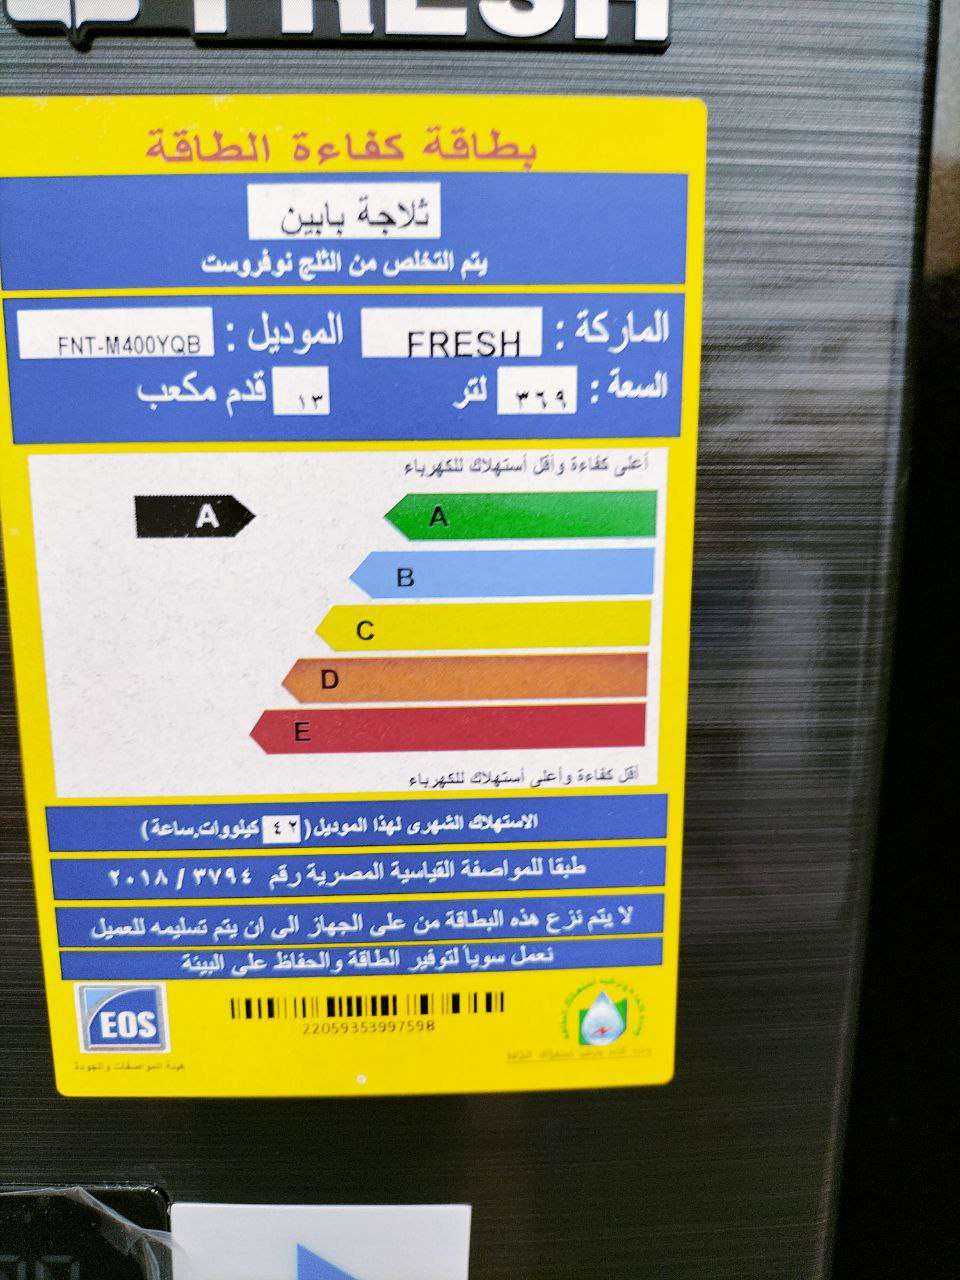 FRESH
بطاقة كفاءة الطاقة
ثلاجة بابين
يتم التخلص من الثلج نوفروست
الماركة : FRESH الموديل : FNT-M400YQB
السعة : ٣٦٩ لتر ١٣ قدم مكعب
أعلى كفاءة وأقل أستهلاك للكهرباء
A A
B
C
D
E
أقل كفاءة وأعلى أستهلاك للكهرباء
الاستهلاك الشهرى لهذا الموديل (٤٢ كيلووات.ساعة)
طبقا للمواصفة القياسية المصرية رقم ٣٧٩٤ / ٢٠١٨
لا يتم نزع هذه البطاقة من على الجهاز الى ان يتم تسليمه للعميل
نعمل سوياً لتوفير الطاقة والحفاظ على البيئة
EOS
22059353997598
هيئة المواصفات والجودة